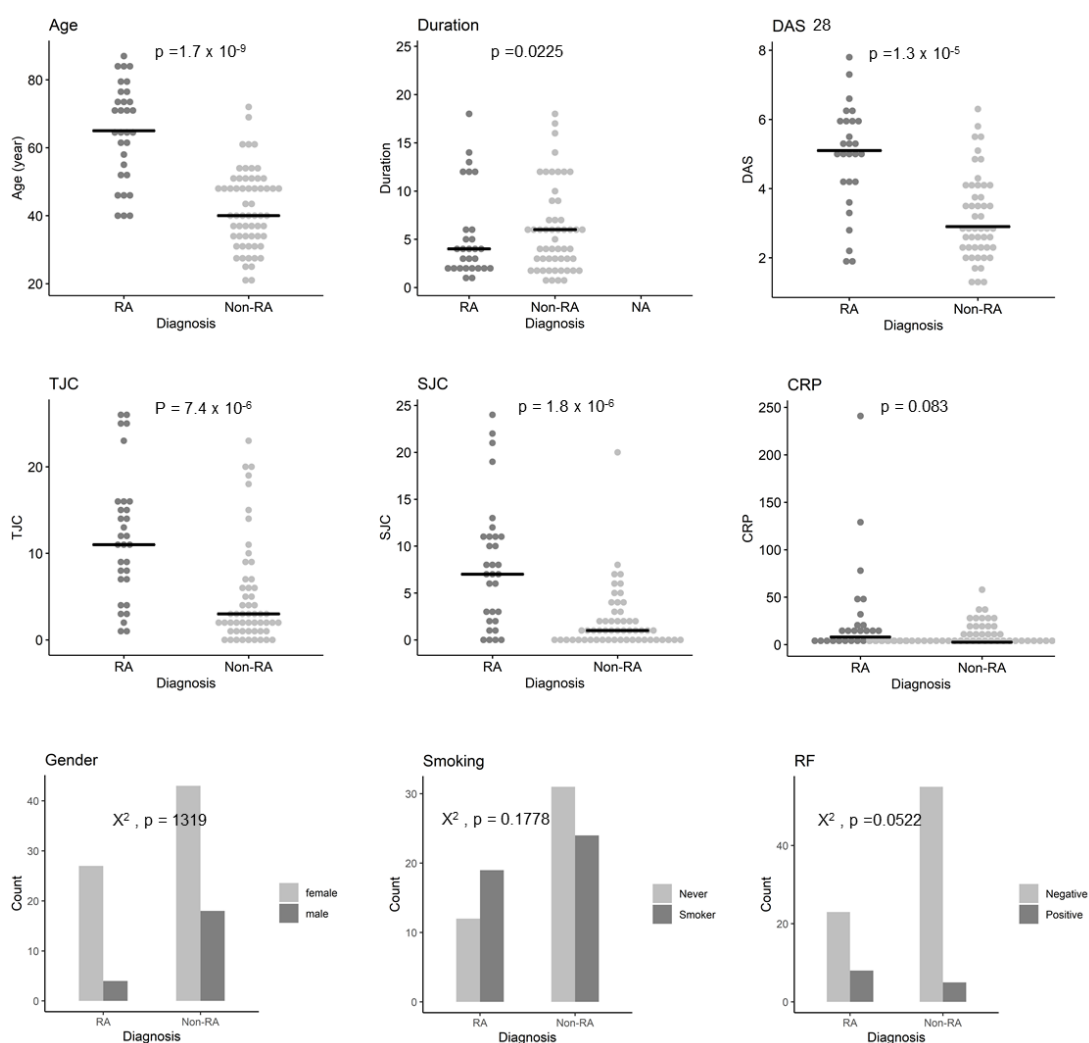 Age
p =1.7 x 10-9
Age (year)
80
60
40
20
RA
Non-RA
Diagnosis
Duration
p =0.0225
Duration
25
20
15
10
5
0
RA
Non-RA
NA
Diagnosis
DAS 28
p =1.3 x 10-5
DAS
8
6
4
2
RA
Non-RA
Diagnosis
TJC
P = 7.4 x 10-6
TJC
20
10
0
RA
Non-RA
Diagnosis
SJC
p = 1.8 x 10-6
SJC
25
20
15
10
5
0
RA
Non-RA
Diagnosis
CRP
p = 0.083
CRP
250
200
150
100
50
0
RA
Non-RA
Diagnosis
Gender
X2 , p = 1319
Count
40
30
20
10
0
RA
Non-RA
Diagnosis
female
male
Smoking
X2 , p = 0.1778
Count
30
20
10
0
RA
Non-RA
Diagnosis
Never
Smoker
RF
X2 , p =0.0522
Count
40
20
0
RA
Non-RA
Diagnosis
Negative
Positive